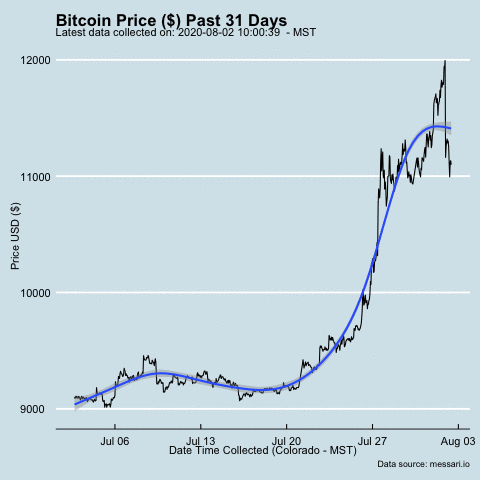 Bitcoin Price ($) Past 31 Days
Latest data collected on: 2020-08-02 10:00:39 - MST
12000
11000
10000
9000
Price USD ($)
Jul 06 Jul 13 Jul 20 Jul 27 Aug 03
Date Time Collected (Colorado - MST)
Data source: messari.io